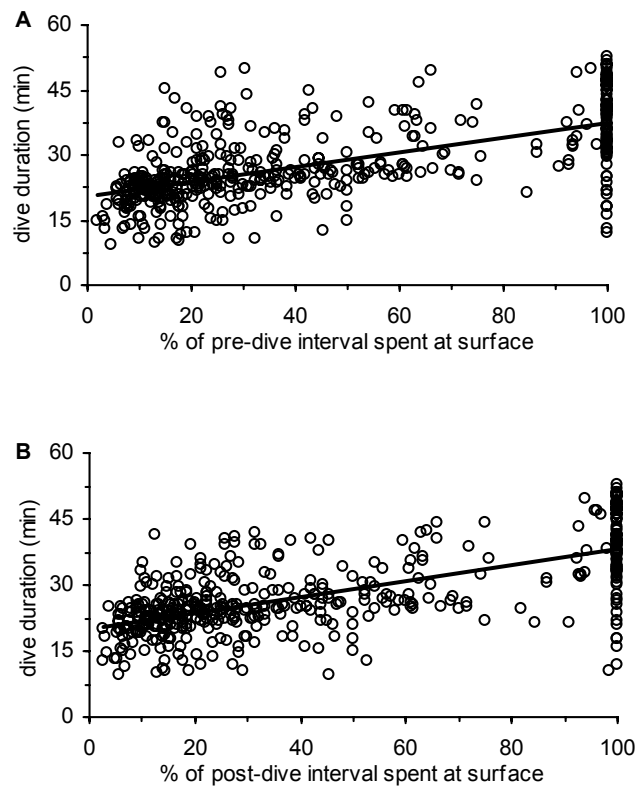 A
60
45
30
15
0
dive duration (min)
0 20 40 60 80 100
% of pre-dive interval spent at surface
B
60
45
30
15
0
dive duration (min)
0 20 40 60 80 100
% of post-dive interval spent at surface